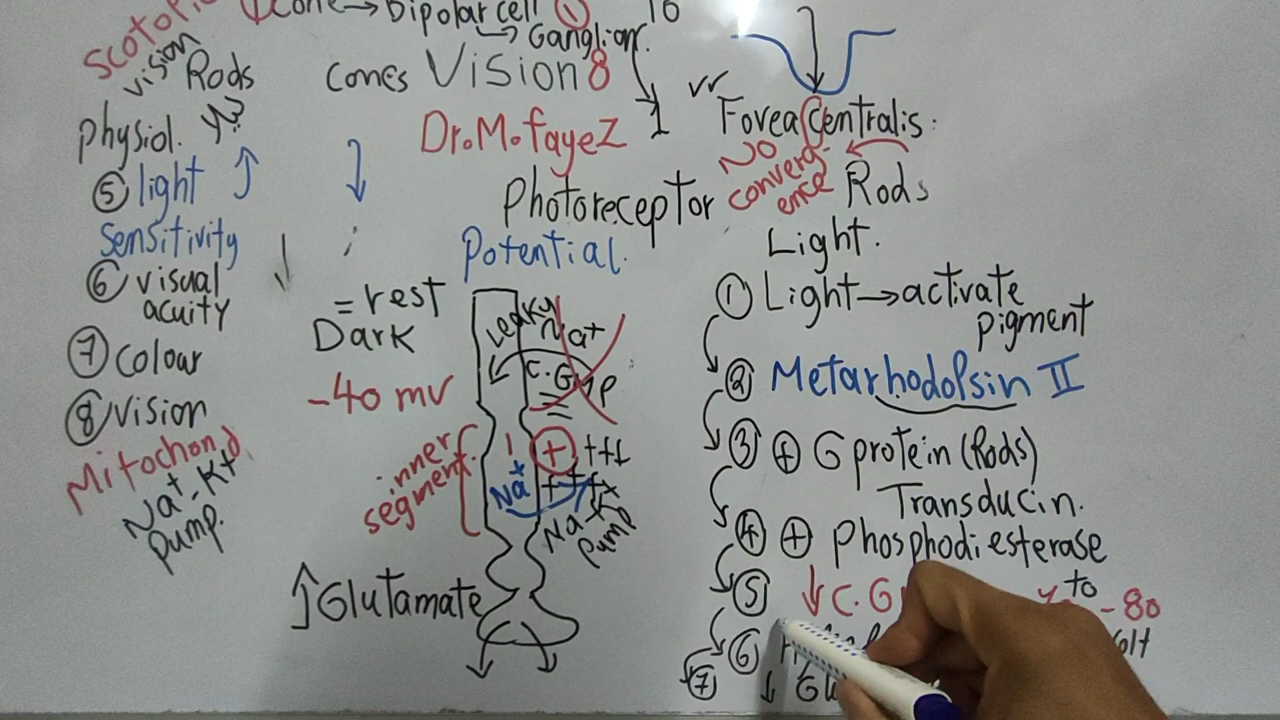 Scotopic
vision
Rods
cones
Vision 8
Cone → Bipolar cell ①
↳ Ganglion.
10
1
Physiol.
Dr.M.fayez
⑤ light ↑ ↓
Sensitivity
⑥ visual ↓
acuity
⑦ Colour
⑧ vision
Mitochond
Na+-K+
Pump.
Photoreceptor
Potential.
= rest
Dark
-40 mv
Leaky
Na+
C.GMP
inner
segment
Na+
+ +++
Na-K
Pump
↑Glutamate
Fovea Centralis.
No
converg-
ence
Rods
Light.
① Light → activate
pigment
② Metarhodopsin II
③ ⊕ G protein (Rods)
Transducin.
④ ⊕ Phosphodiesterase
⑤ ↓ C.G
to
-80
⑥
⑦ ↓